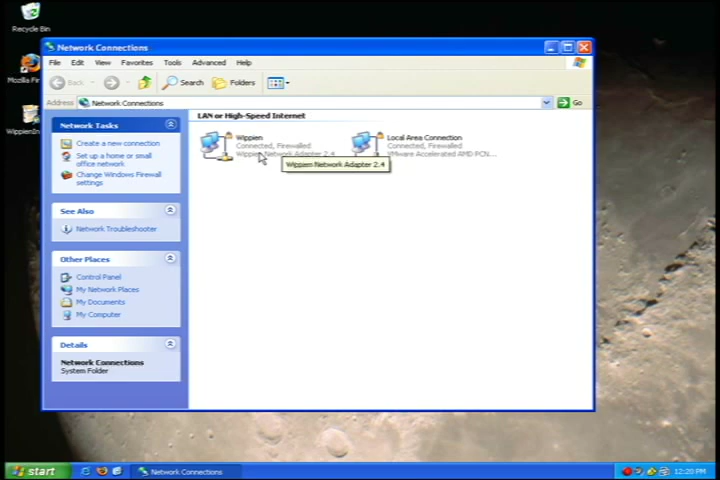 Recycle Bin
Network Connections
File Edit View Favorites Tools Advanced Help
Back Search Folders
Address Network Connections Go
Mozilla Fir
WippienIn
Network Tasks
Create a new connection
Set up a home or small
office network
Change Windows Firewall
settings
See Also
Network Troubleshooter
Other Places
Control Panel
My Network Places
My Documents
My Computer
Details
Network Connections
System Folder
LAN or High-Speed Internet
Wippien
Connected, Firewalled
Wippien Network Adapter 2.4
Wippien Network Adapter 2.4
Local Area Connection
Connected, Firewalled
VMware Accelerated AMD PCN...
start
Network Connections
12:20 PM